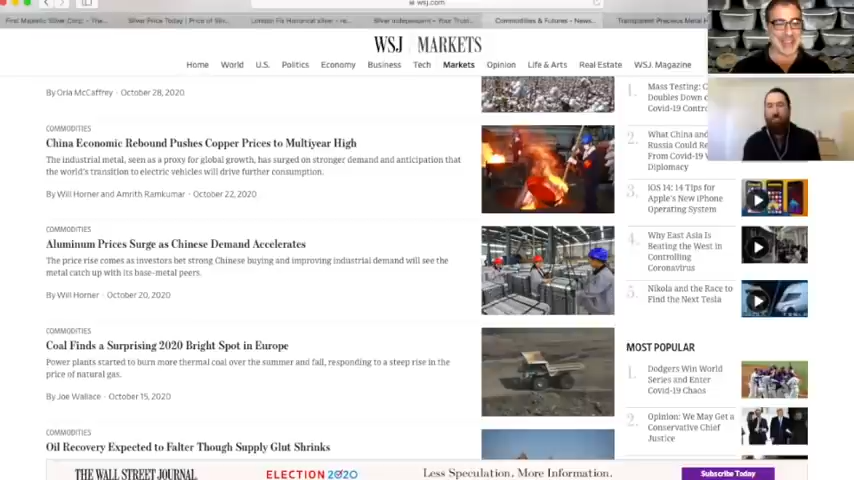 wsj.com
First Majestic Silver Corp. - The...
Silver Price Today | Price of Silv...
London Fix Historical silver - re...
Silver Independent - Your Trust...
Commodities & Futures - News...
Transparent Precious Metal H
WSJ MARKETS
Home World U.S. Politics Economy Business Tech Markets Opinion Life & Arts Real Estate WSJ. Magazine
By Orla McCaffrey · October 28, 2020
COMMODITIES
China Economic Rebound Pushes Copper Prices to Multiyear High
The industrial metal, seen as a proxy for global growth, has surged on stronger demand and anticipation that
the world's transition to electric vehicles will drive further consumption.
By Will Horner and Amrith Ramkumar · October 22, 2020
COMMODITIES
Aluminum Prices Surge as Chinese Demand Accelerates
The price rise comes as investors bet strong Chinese buying and improving industrial demand will see the
metal catch up with its base-metal peers.
By Will Horner · October 20, 2020
COMMODITIES
Coal Finds a Surprising 2020 Bright Spot in Europe
Power plants started to burn more thermal coal over the summer and fall, responding to a steep rise in the
price of natural gas.
By Joe Wallace · October 15, 2020
COMMODITIES
Oil Recovery Expected to Falter Though Supply Glut Shrinks
1. Mass Testing: C
Doubles Down
Covid-19 Contro
2. What China and
Russia Could Re
From Covid-19 V
Diplomacy
3. iOS 14: 14 Tips for
Apple's New iPhone
Operating System
4. Why East Asia Is
Beating the West in
Controlling
Coronavirus
5. Nikola and the Race to
Find the Next Tesla
MOST POPULAR
1. Dodgers Win World
Series and Enter
Covid-19 Chaos
2. Opinion: We May Get a
Conservative Chief
Justice
THE WALL STREET JOURNAL
ELECTION 2020
Less Speculation. More Information.
Subscribe Today